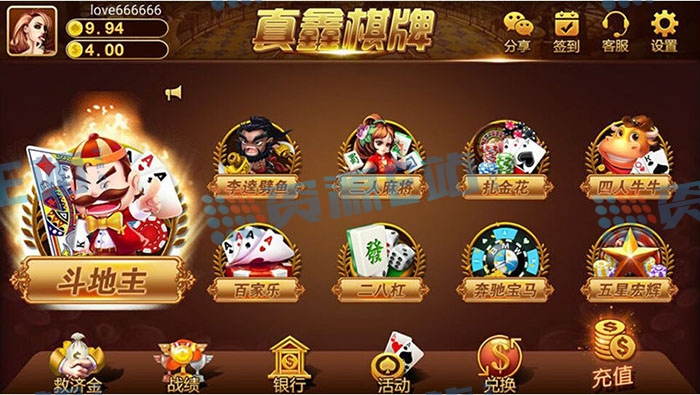 love666666
9.94
4.00
真鑫棋牌
分享
签到
客服
设置
斗地主
李逵劈鱼
二人麻将
扎金花
四人牛牛
百家乐
二八杠
奔驰宝马
五星宏辉
救济金
战绩
银行
活动
兑换
充值